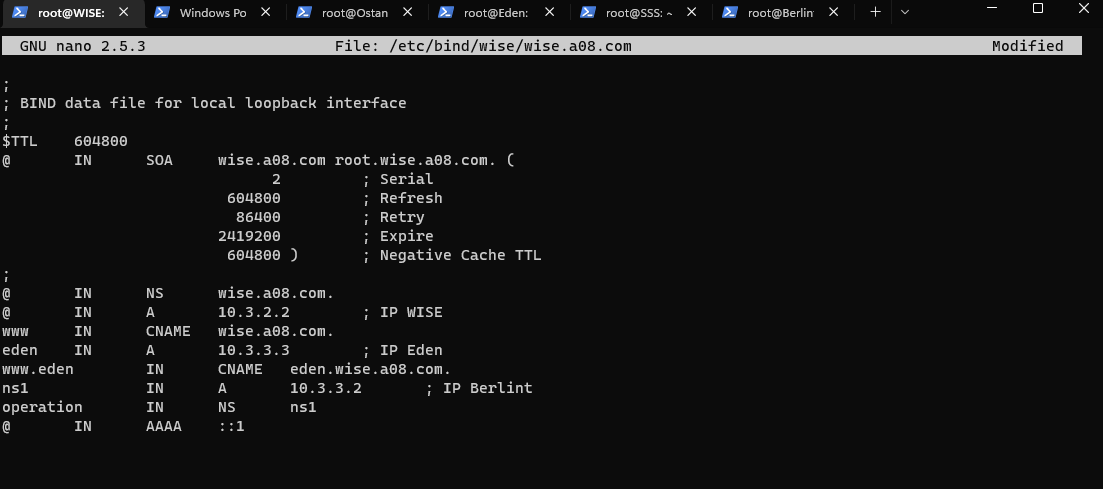 root@WISE: Windows Po root@Ostan root@Eden: root@SSS: ~ root@Berlint
GNU nano 2.5.3 File: /etc/bind/wise/wise.a08.com Modified
;
; BIND data file for local loopback interface
;
$TTL 604800
@ IN SOA wise.a08.com root.wise.a08.com. (
2 ; Serial
604800 ; Refresh
86400 ; Retry
2419200 ; Expire
604800 ) ; Negative Cache TTL
;
@ IN NS wise.a08.com.
@ IN A 10.3.2.2 ; IP WISE
www IN CNAME wise.a08.com.
eden IN A 10.3.3.3 ; IP Eden
www.eden IN CNAME eden.wise.a08.com.
ns1 IN A 10.3.3.2 ; IP Berlint
operation IN NS ns1
@ IN AAAA ::1